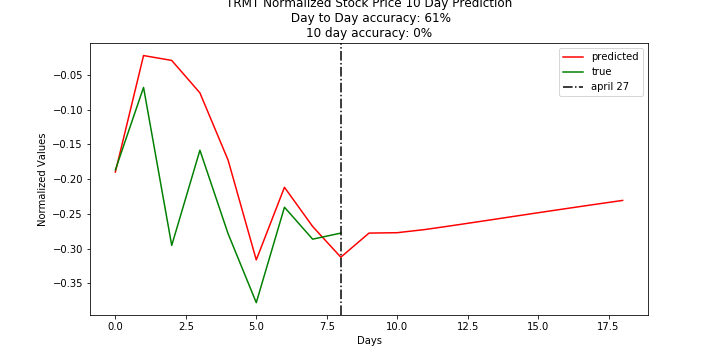 TRMT Normalized Stock Price 10 Day Prediction
Day to Day accuracy: 61%
10 day accuracy: 0%
predicted
true
april 27
Normalized Values
−0.05
−0.10
−0.15
−0.20
−0.25
−0.30
−0.35
0.0 2.5 5.0 7.5 10.0 12.5 15.0 17.5
Days